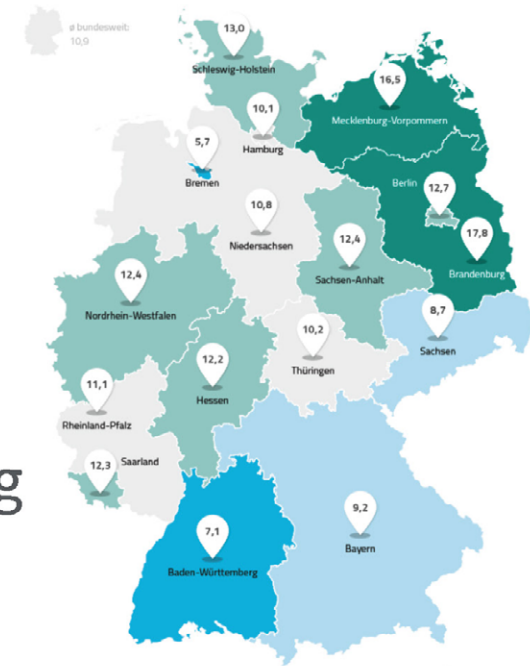 ø bundesweit:
10,9
13,0
Schleswig-Holstein
16,5
Mecklenburg-Vorpommern
10,1
Hamburg
5,7
Bremen
Berlin
12,7
10,8
Niedersachsen
17,8
Brandenburg
12,4
Sachsen-Anhalt
12,4
Nordrhein-Westfalen
8,7
Sachsen
10,2
Thüringen
12,2
Hessen
11,1
Rheinland-Pfalz
12,3
Saarland
g
9,2
Bayern
7,1
Baden-Württemberg